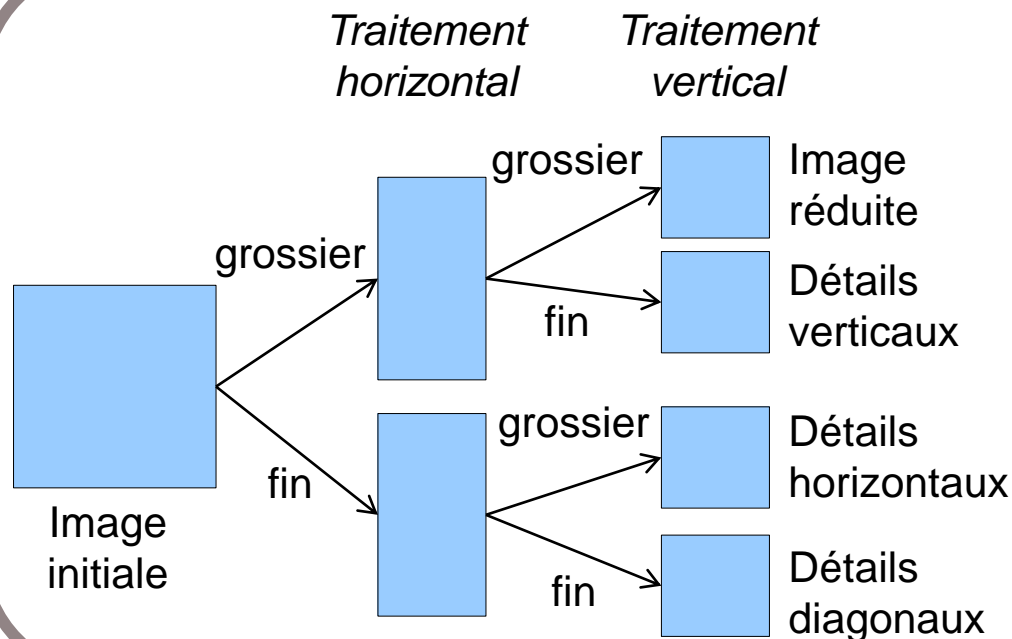 Traitement
horizontal
Traitement
vertical
grossier
Image
réduite
grossier
fin
Détails
verticaux
Image
initiale
fin
grossier
Détails
horizontaux
fin
Détails
diagonaux